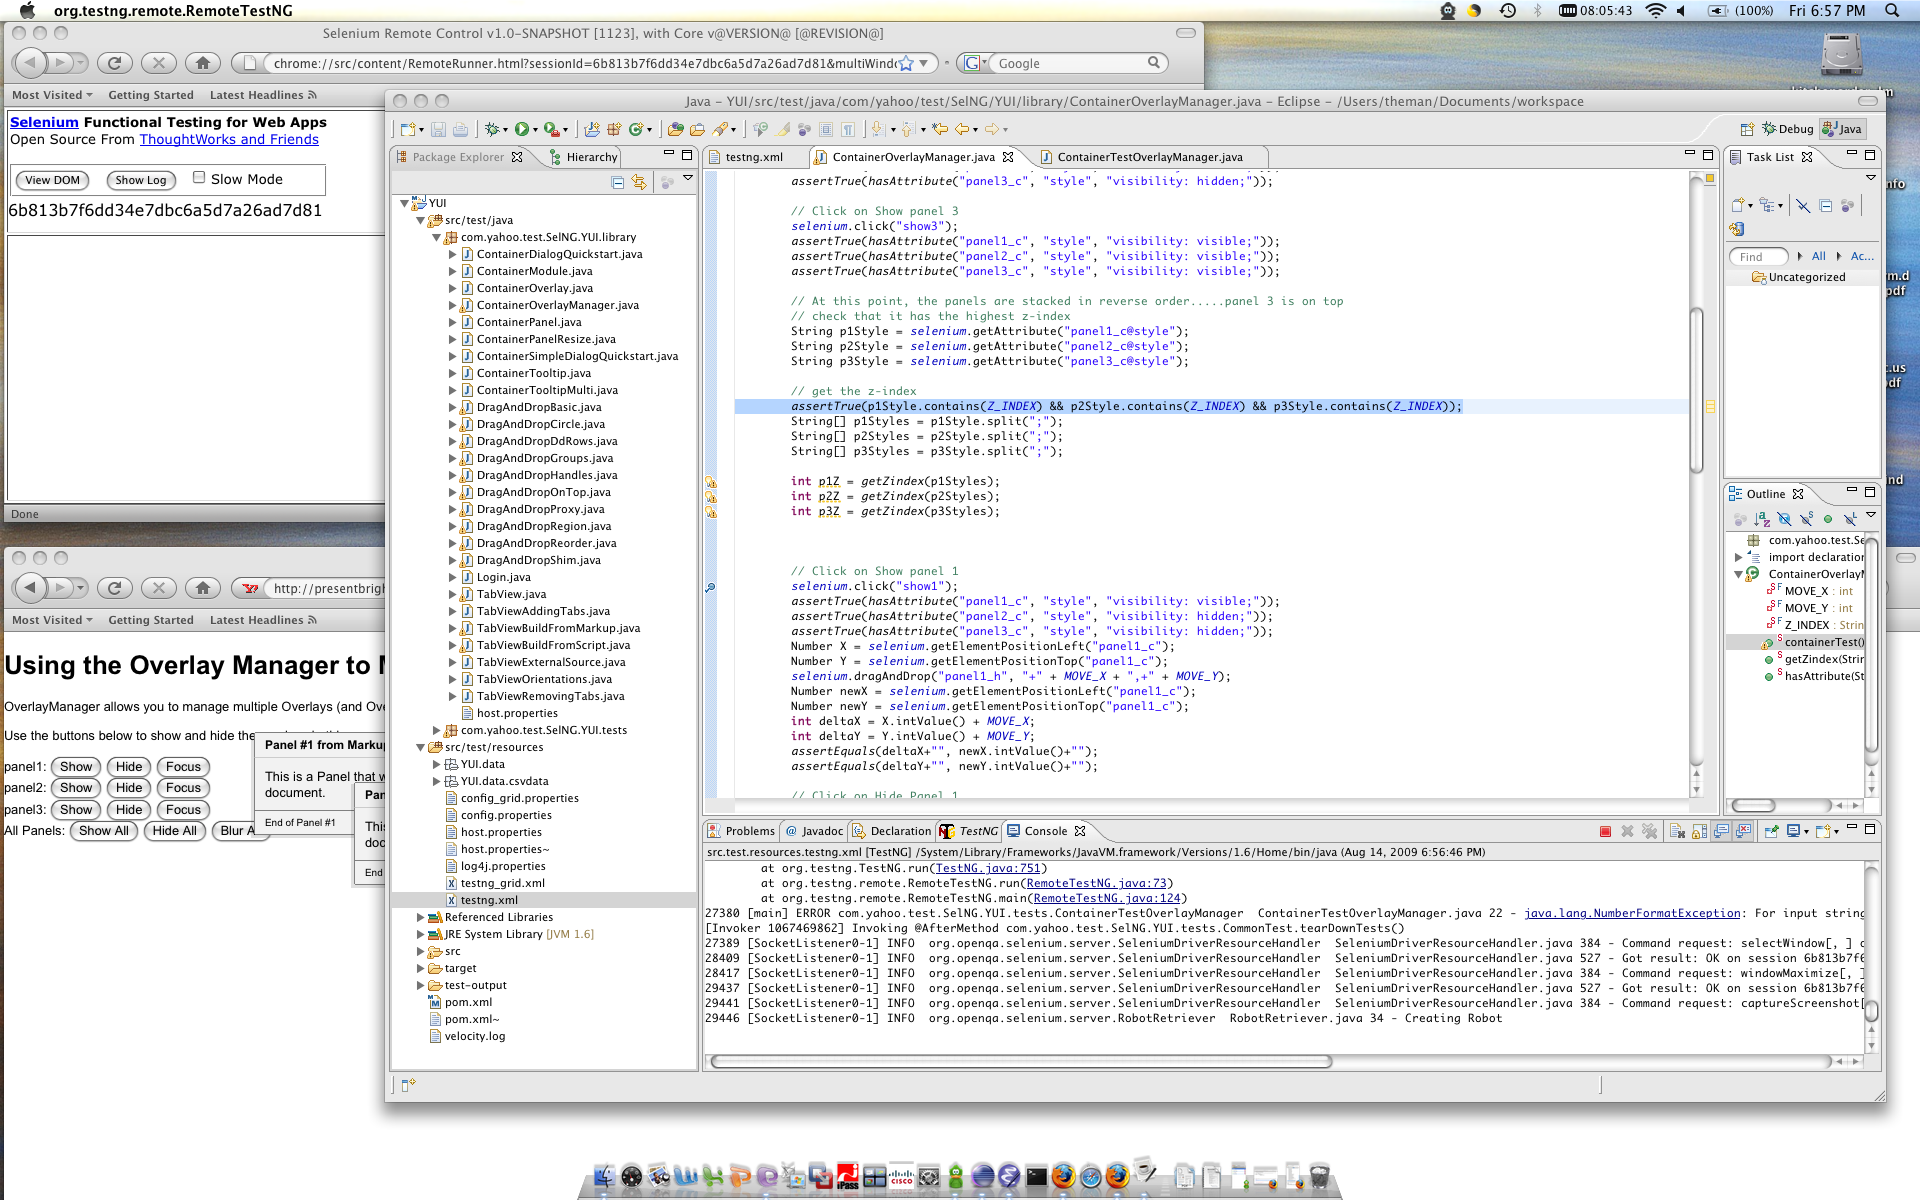 org.testng.remote.RemoteTestNG
08:05:43
(100%)
Fri 6:57 PM
Selenium Remote Control v1.0-SNAPSHOT [1123], with Core v@VERSION@ [@REVISION@]
chrome://src/content/RemoteRunner.html?sessionId=6b813b7f6dd34e7dbc6a5d7a26ad7d81&multiWind
Google
Most Visited
Getting Started
Latest Headlines
Selenium Functional Testing for Web Apps
Open Source From ThoughtWorks and Friends
View DOM
Show Log
Slow Mode
6b813b7f6dd34e7dbc6a5d7a26ad7d81
Done
http://presentbrigh
Most Visited
Getting Started
Latest Headlines
Using the Overlay Manager to M
OverlayManager allows you to manage multiple Overlays (and Ove
Use the buttons below to show and hide the
panel1: Show Hide Focus
panel2: Show Hide Focus
panel3: Show Hide Focus
All Panels: Show All Hide All Blur A
Panel #1 from Markup
This is a Panel that w
document.
End of Panel #1
Pan
This
doc
End
Java - YUI/src/test/java/com/yahoo/test/SelNG/YUI/library/ContainerOverlayManager.java - Eclipse - /Users/theman/Documents/workspace
Debug
Java
Package Explorer
Hierarchy
YUI
src/test/java
com.yahoo.test.SelNG.YUI.library
ContainerDialogQuickstart.java
ContainerModule.java
ContainerOverlay.java
ContainerOverlayManager.java
ContainerPanel.java
ContainerPanelResize.java
ContainerSimpleDialogQuickstart.java
ContainerTooltip.java
ContainerTooltipMulti.java
DragAndDropBasic.java
DragAndDropCircle.java
DragAndDropDdRows.java
DragAndDropGroups.java
DragAndDropHandles.java
DragAndDropOnTop.java
DragAndDropProxy.java
DragAndDropRegion.java
DragAndDropReorder.java
DragAndDropShim.java
Login.java
TabView.java
TabViewAddingTabs.java
TabViewBuildFromMarkup.java
TabViewBuildFromScript.java
TabViewExternalSource.java
TabViewOrientations.java
TabViewRemovingTabs.java
host.properties
com.yahoo.test.SelNG.YUI.tests
src/test/resources
YUI.data
YUI.data.csvdata
config_grid.properties
config.properties
host.properties
host.properties~
log4j.properties
testng_grid.xml
testng.xml
Referenced Libraries
JRE System Library [JVM 1.6]
src
target
test-output
pom.xml
pom.xml~
velocity.log
testng.xml
ContainerOverlayManager.java
ContainerTestOverlayManager.java
assertTrue(hasAttribute("panel3_c", "style", "visibility: hidden;"));
// Click on Show panel 3
selenium.click("show3");
assertTrue(hasAttribute("panel1_c", "style", "visibility: visible;"));
assertTrue(hasAttribute("panel2_c", "style", "visibility: visible;"));
assertTrue(hasAttribute("panel3_c", "style", "visibility: visible;"));
// At this point, the panels are stacked in reverse order.....panel 3 is on top
// check that it has the highest z-index
String p1Style = selenium.getAttribute("panel1_c@style");
String p2Style = selenium.getAttribute("panel2_c@style");
String p3Style = selenium.getAttribute("panel3_c@style");
// get the z-index
assertTrue(p1Style.contains(Z_INDEX) && p2Style.contains(Z_INDEX) && p3Style.contains(Z_INDEX));
String[] p1Styles = p1Style.split(";");
String[] p2Styles = p2Style.split(";");
String[] p3Styles = p3Style.split(";");
int p1Z = getZindex(p1Styles);
int p2Z = getZindex(p2Styles);
int p3Z = getZindex(p3Styles);
// Click on Show panel 1
selenium.click("show1");
assertTrue(hasAttribute("panel1_c", "style", "visibility: visible;"));
assertTrue(hasAttribute("panel2_c", "style", "visibility: hidden;"));
assertTrue(hasAttribute("panel3_c", "style", "visibility: hidden;"));
Number X = selenium.getElementPositionLeft("panel1_c");
Number Y = selenium.getElementPositionTop("panel1_c");
selenium.dragAndDrop("panel1_h", "+" + MOVE_X + ",+" + MOVE_Y);
Number newX = selenium.getElementPositionLeft("panel1_c");
Number newY = selenium.getElementPositionTop("panel1_c");
int deltaX = X.intValue() + MOVE_X;
int deltaY = Y.intValue() + MOVE_Y;
assertEquals(deltaX+"", newX.intValue()+"");
assertEquals(deltaY+"", newY.intValue()+"");
// Click on Hide Panel 1
Task List
Find
All
Ac...
Uncategorized
Outline
com.yahoo.test.Se
import declaration
ContainerOverlayM
MOVE_X : int
MOVE_Y : int
Z_INDEX : String
containerTest()
getZindex(Strin
hasAttribute(St
Problems
Javadoc
Declaration
TestNG
Console
src.test.resources.testng.xml [TestNG] /System/Library/Frameworks/JavaVM.framework/Versions/1.6/Home/bin/java (Aug 14, 2009 6:56:46 PM)
at org.testng.TestNG.run(TestNG.java:751)
at org.testng.remote.RemoteTestNG.run(RemoteTestNG.java:73)
at org.testng.remote.RemoteTestNG.main(RemoteTestNG.java:124)
27380 [main] ERROR com.yahoo.test.SelNG.YUI.tests.ContainerTestOverlayManager ContainerTestOverlayManager.java 22 - java.lang.NumberFormatException: For input string
[Invoker 1067469862] Invoking @AfterMethod com.yahoo.test.SelNG.YUI.tests.CommonTest.tearDownTests()
27389 [SocketListener0-1] INFO org.openqa.selenium.server.SeleniumDriverResourceHandler SeleniumDriverResourceHandler.java 384 - Command request: selectWindow[, ] o
28409 [SocketListener0-1] INFO org.openqa.selenium.server.SeleniumDriverResourceHandler SeleniumDriverResourceHandler.java 527 - Got result: OK on session 6b813b7f6
28417 [SocketListener0-1] INFO org.openqa.selenium.server.SeleniumDriverResourceHandler SeleniumDriverResourceHandler.java 384 - Command request: windowMaximize[, ]
29437 [SocketListener0-1] INFO org.openqa.selenium.server.SeleniumDriverResourceHandler SeleniumDriverResourceHandler.java 527 - Got result: OK on session 6b813b7f6
29441 [SocketListener0-1] INFO org.openqa.selenium.server.SeleniumDriverResourceHandler SeleniumDriverResourceHandler.java 384 - Command request: captureScreenshot[
29446 [SocketListener0-1] INFO org.openqa.selenium.server.RobotRetriever RobotRetriever.java 34 - Creating Robot
iPass
CISCO